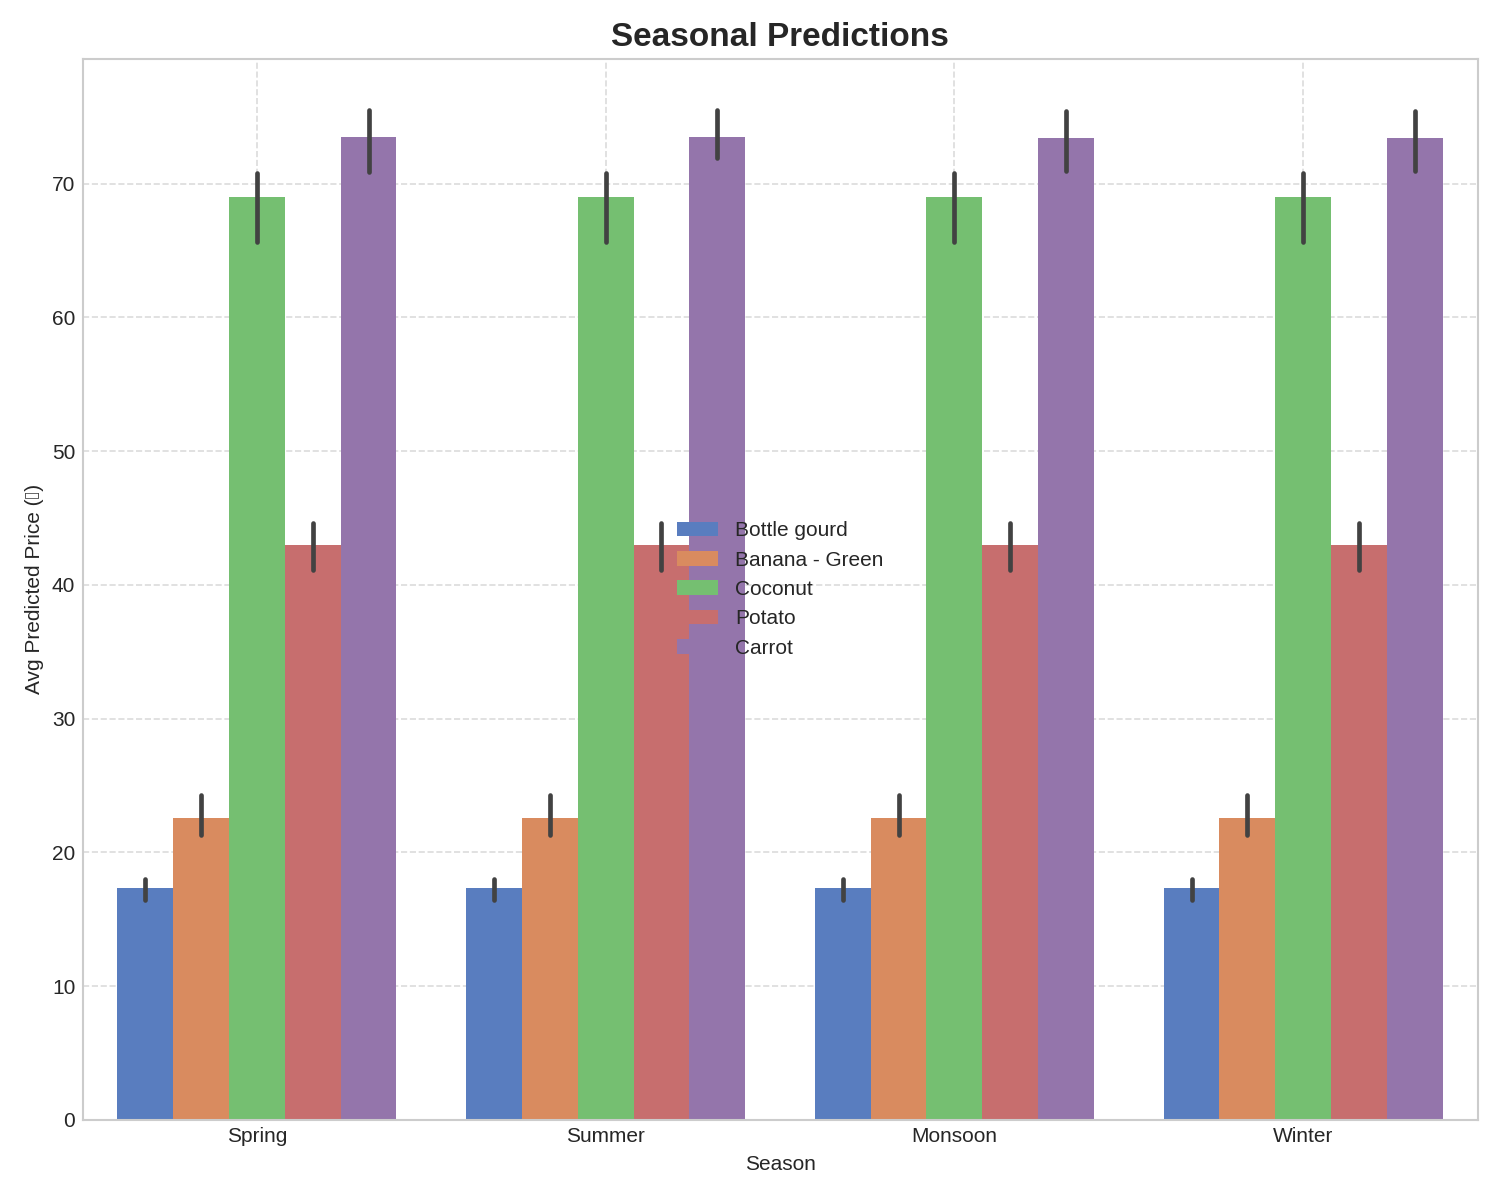 Seasonal Predictions
Avg Predicted Price (▯)
70
60
50
40
30
20
10
0
Bottle gourd
Banana - Green
Coconut
Potato
Carrot
Spring Summer Monsoon Winter
Season